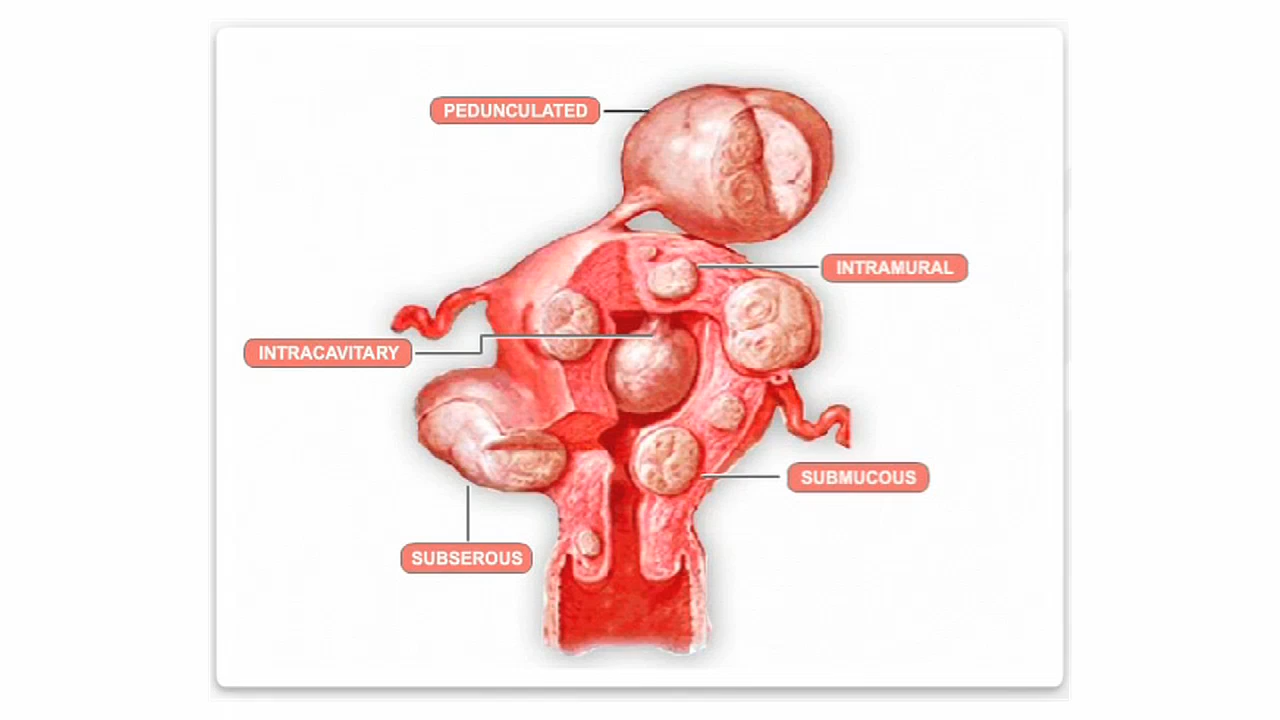 PEDUNCULATED
INTRAMURAL
INTRACAVITARY
SUBMUCOUS
SUBSEROUS